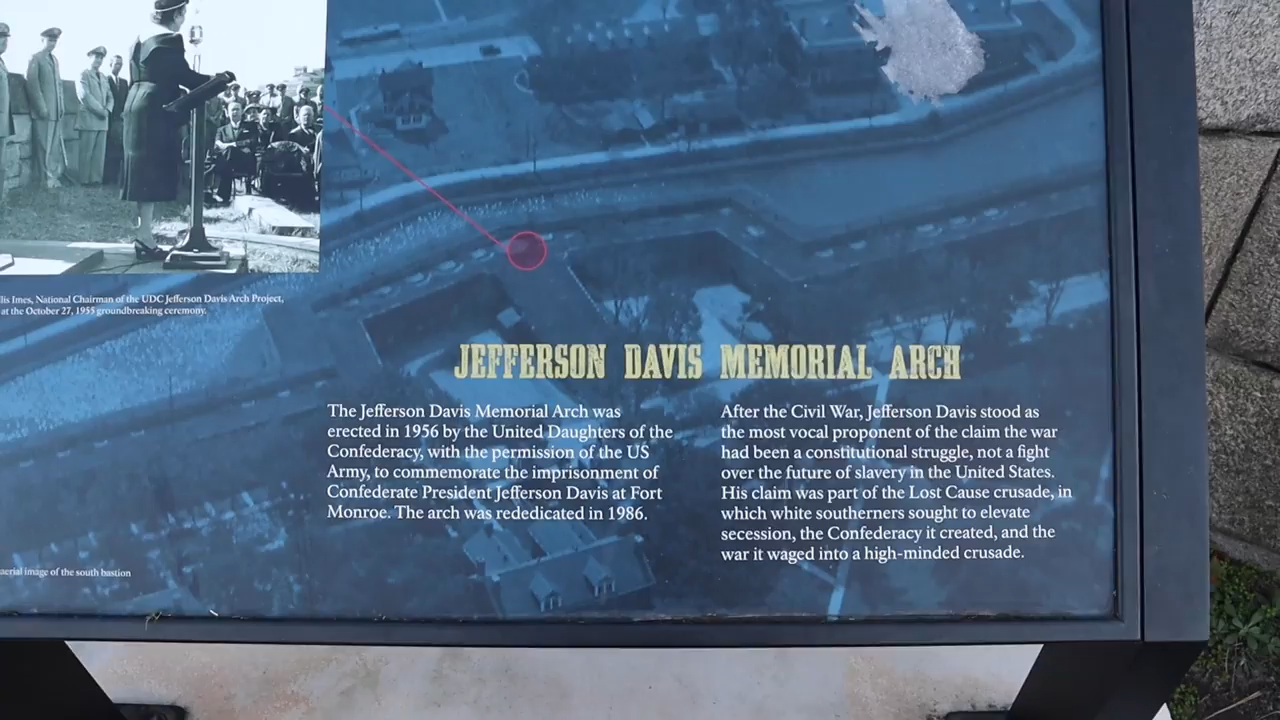 llis Imes, National Chairman of the UDC Jefferson Davis Arch Project,
at the October 27, 1955 groundbreaking ceremony.
JEFFERSON DAVIS MEMORIAL ARCH
The Jefferson Davis Memorial Arch was
erected in 1956 by the United Daughters of the
Confederacy, with the permission of the US
Army, to commemorate the imprisonment of
Confederate President Jefferson Davis at Fort
Monroe. The arch was rededicated in 1986.
After the Civil War, Jefferson Davis stood as
the most vocal proponent of the claim the war
had been a constitutional struggle, not a fight
over the future of slavery in the United States.
His claim was part of the Lost Cause crusade, in
which white southerners sought to elevate
secession, the Confederacy it created, and the
war it waged into a high-minded crusade.
aerial image of the south bastion